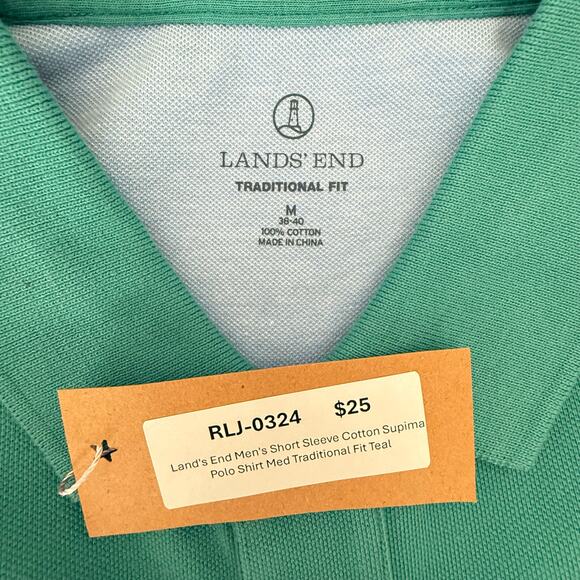 LANDS' END
TRADITIONAL FIT
M
38-40
100% COTTON
MADE IN CHINA
RLJ-0324 $25
Land's End Men's Short Sleeve Cotton Supima
Polo Shirt Med Traditional Fit Teal